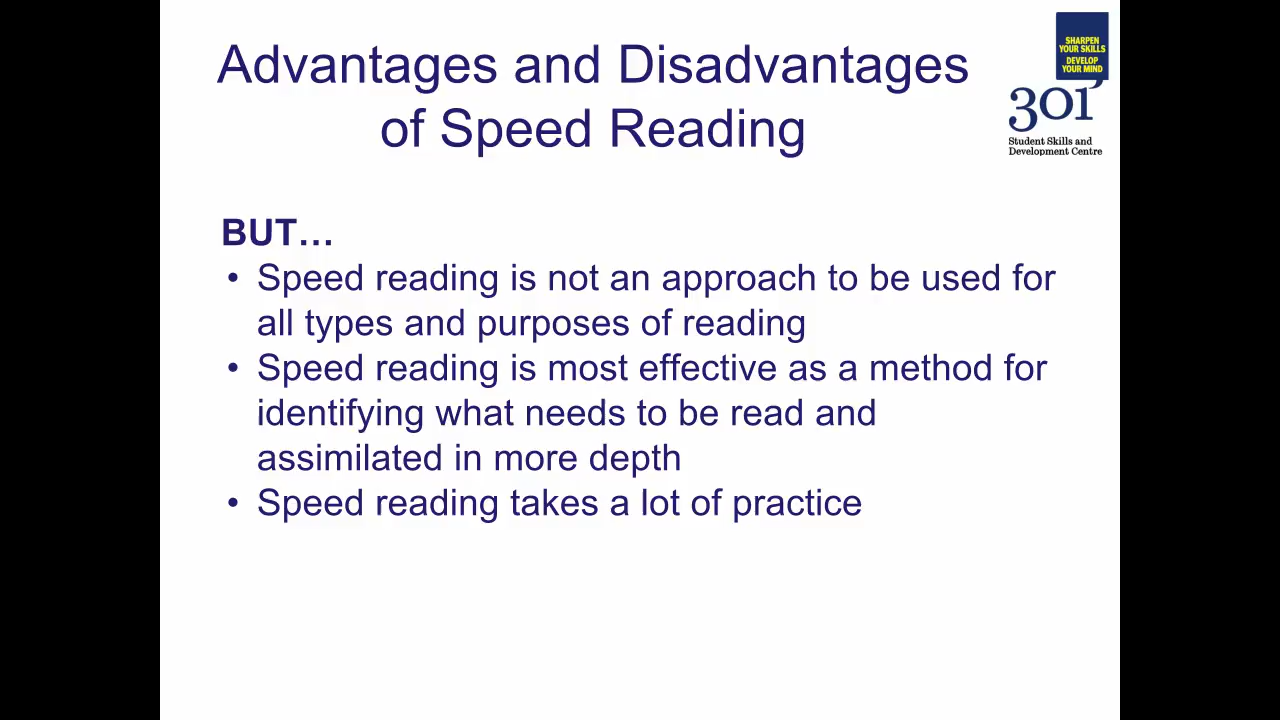 Advantages and Disadvantages
of Speed Reading
SHARPEN
YOUR SKILLS
DEVELOP
YOUR MIND
301
Student Skills and
Development Centre
BUT…
• Speed reading is not an approach to be used for
all types and purposes of reading
• Speed reading is most effective as a method for
identifying what needs to be read and
assimilated in more depth
• Speed reading takes a lot of practice